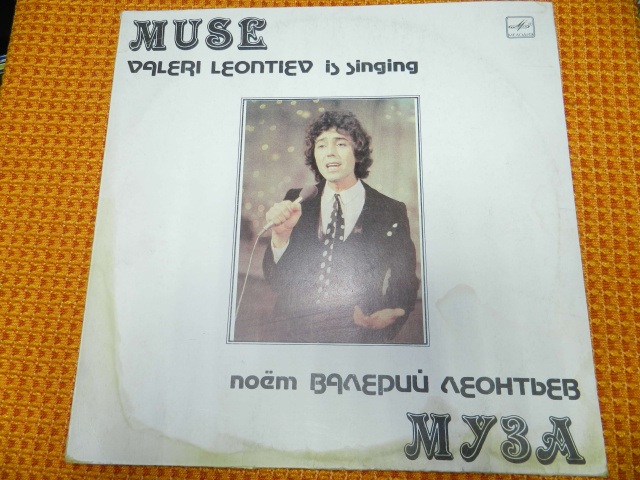 MUSE
VALERI LEONTIEV is singing
поёт ВАЛЕРИЙ ЛЕОНТЬЕВ
МУЗА